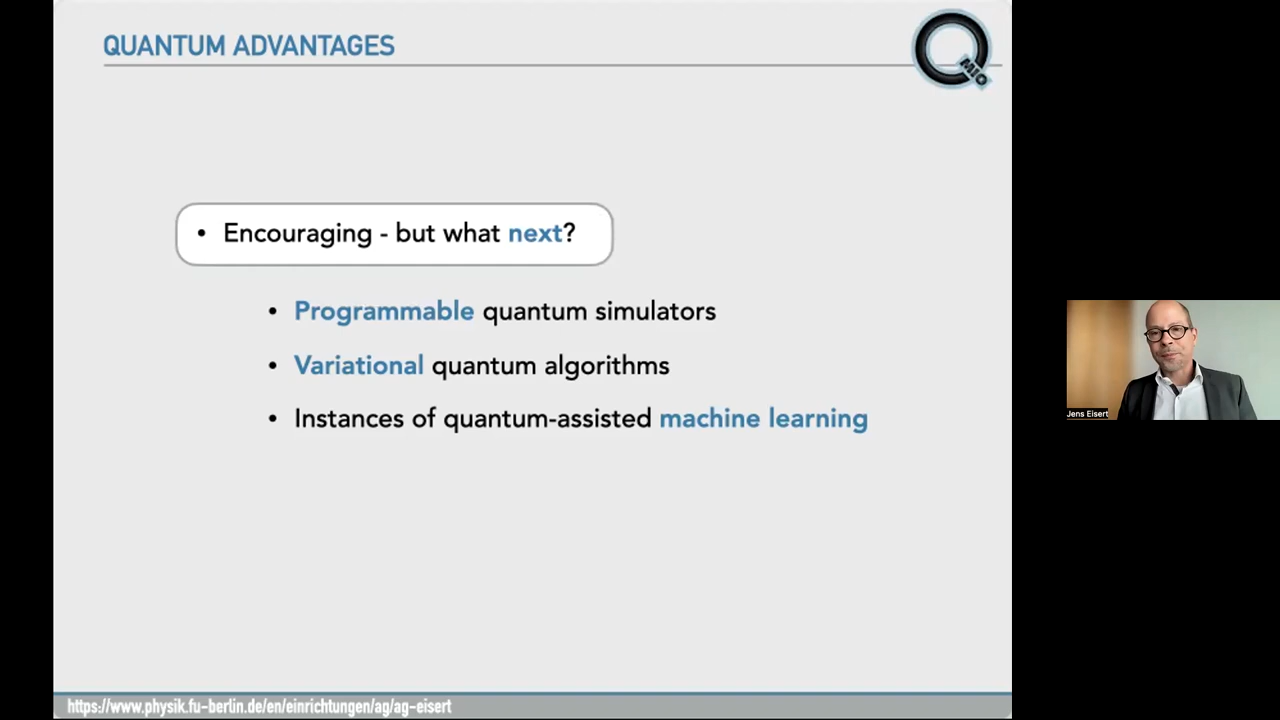 QUANTUM ADVANTAGES
QMIO
• Encouraging - but what next?
• Programmable quantum simulators
• Variational quantum algorithms
• Instances of quantum-assisted machine learning
Jens Eisert
https://www.physik.fu-berlin.de/en/einrichtungen/ag/ag-eisert